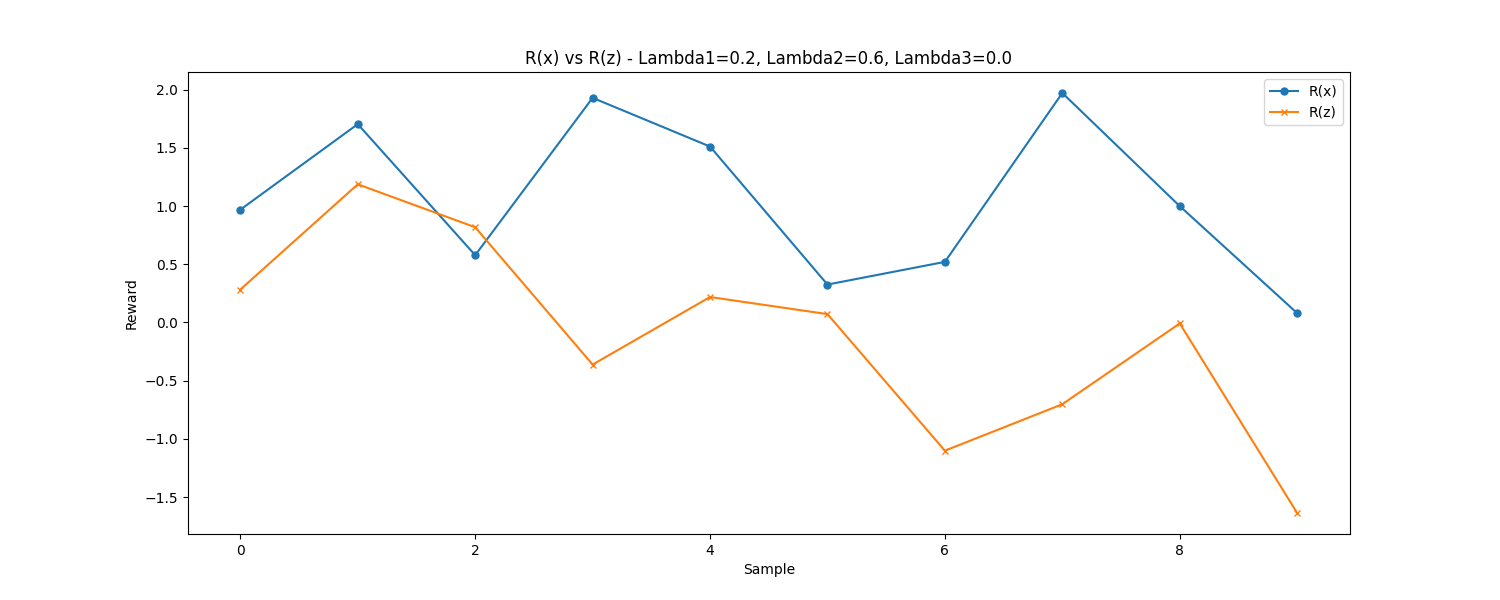 R(x) vs R(z) - Lambda1=0.2, Lambda2=0.6, Lambda3=0.0
R(x)
R(z)
2.0
1.5
1.0
0.5
0.0
−0.5
−1.0
−1.5
Reward
0 2 4 6 8
Sample